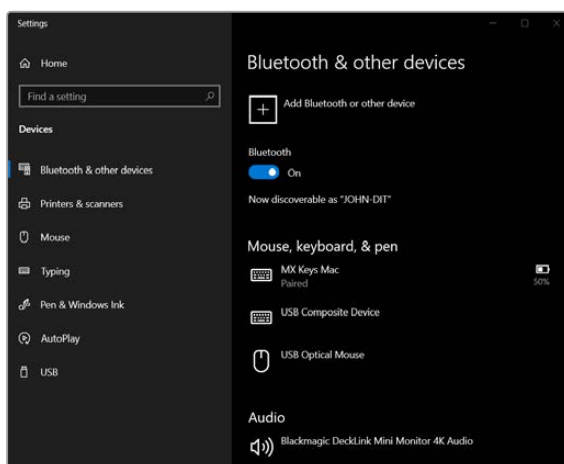 Settings
Home
Find a setting
Devices
Bluetooth & other devices
Printers & scanners
Mouse
Typing
Pen & Windows Ink
AutoPlay
USB
Bluetooth & other devices
Add Bluetooth or other device
Bluetooth
On
Now discoverable as "JOHN-DIT"
Mouse, keyboard, & pen
MX Keys Mac
Paired
50%
USB Composite Device
USB Optical Mouse
Audio
Blackmagic DeckLink Mini Monitor 4K Audio